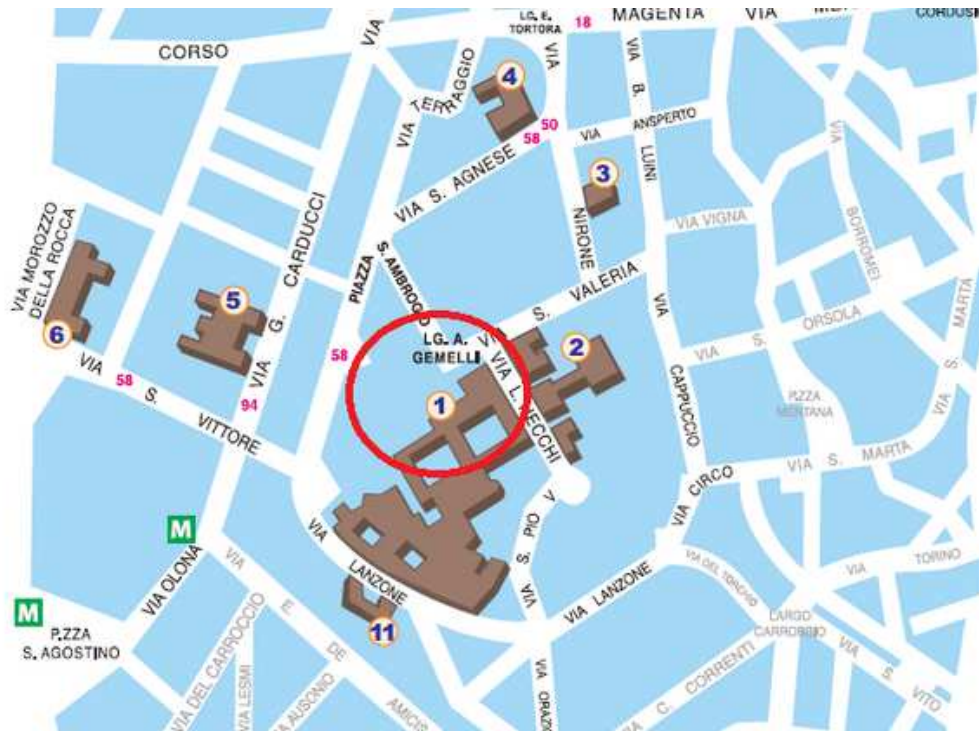 LG. E.
TORTORA
18
MAGENTA
VIA
CORSO
VIA
VIA
VIA
B.
LUINI
4
VIA
TERRAGGIO
50
58
VIA
ANSPERTO
VIA S. AGNESE
3
NIRONE
VIA VIGNA
VIA
BORROMEI
VIA MOROZZO
DELLA ROCCA
VIA G.
CARDUCCI
PIAZZA
S. AMBROGIO
VIA S.
VALERIA
VIA
CAPPUCCIO
VIA S.
ORSOLA
VIA S.
MARTA
5
6
58
LG. A.
GEMELLI
2
1
VIA L. NECCHI
58
94
VIA
S.
VITTORE
P.ZZA
MENTANA
VIA S. MARTA
VIA CIRCO
M
VIA
LANZONE
VIA S. PIO V
VIA OLONA
VIA E. DE AMICIS
VIA LANZONE
VIA DEL TORCHIO
VIA
TORINO
M
P.ZZA
S. AGOSTINO
11
LARGO
CARROBBIO
VIA DEL CARROCCIO
VIA LESMI
AUSONIO
VIA
VIA C. CORRENTI
VIA S. VITO